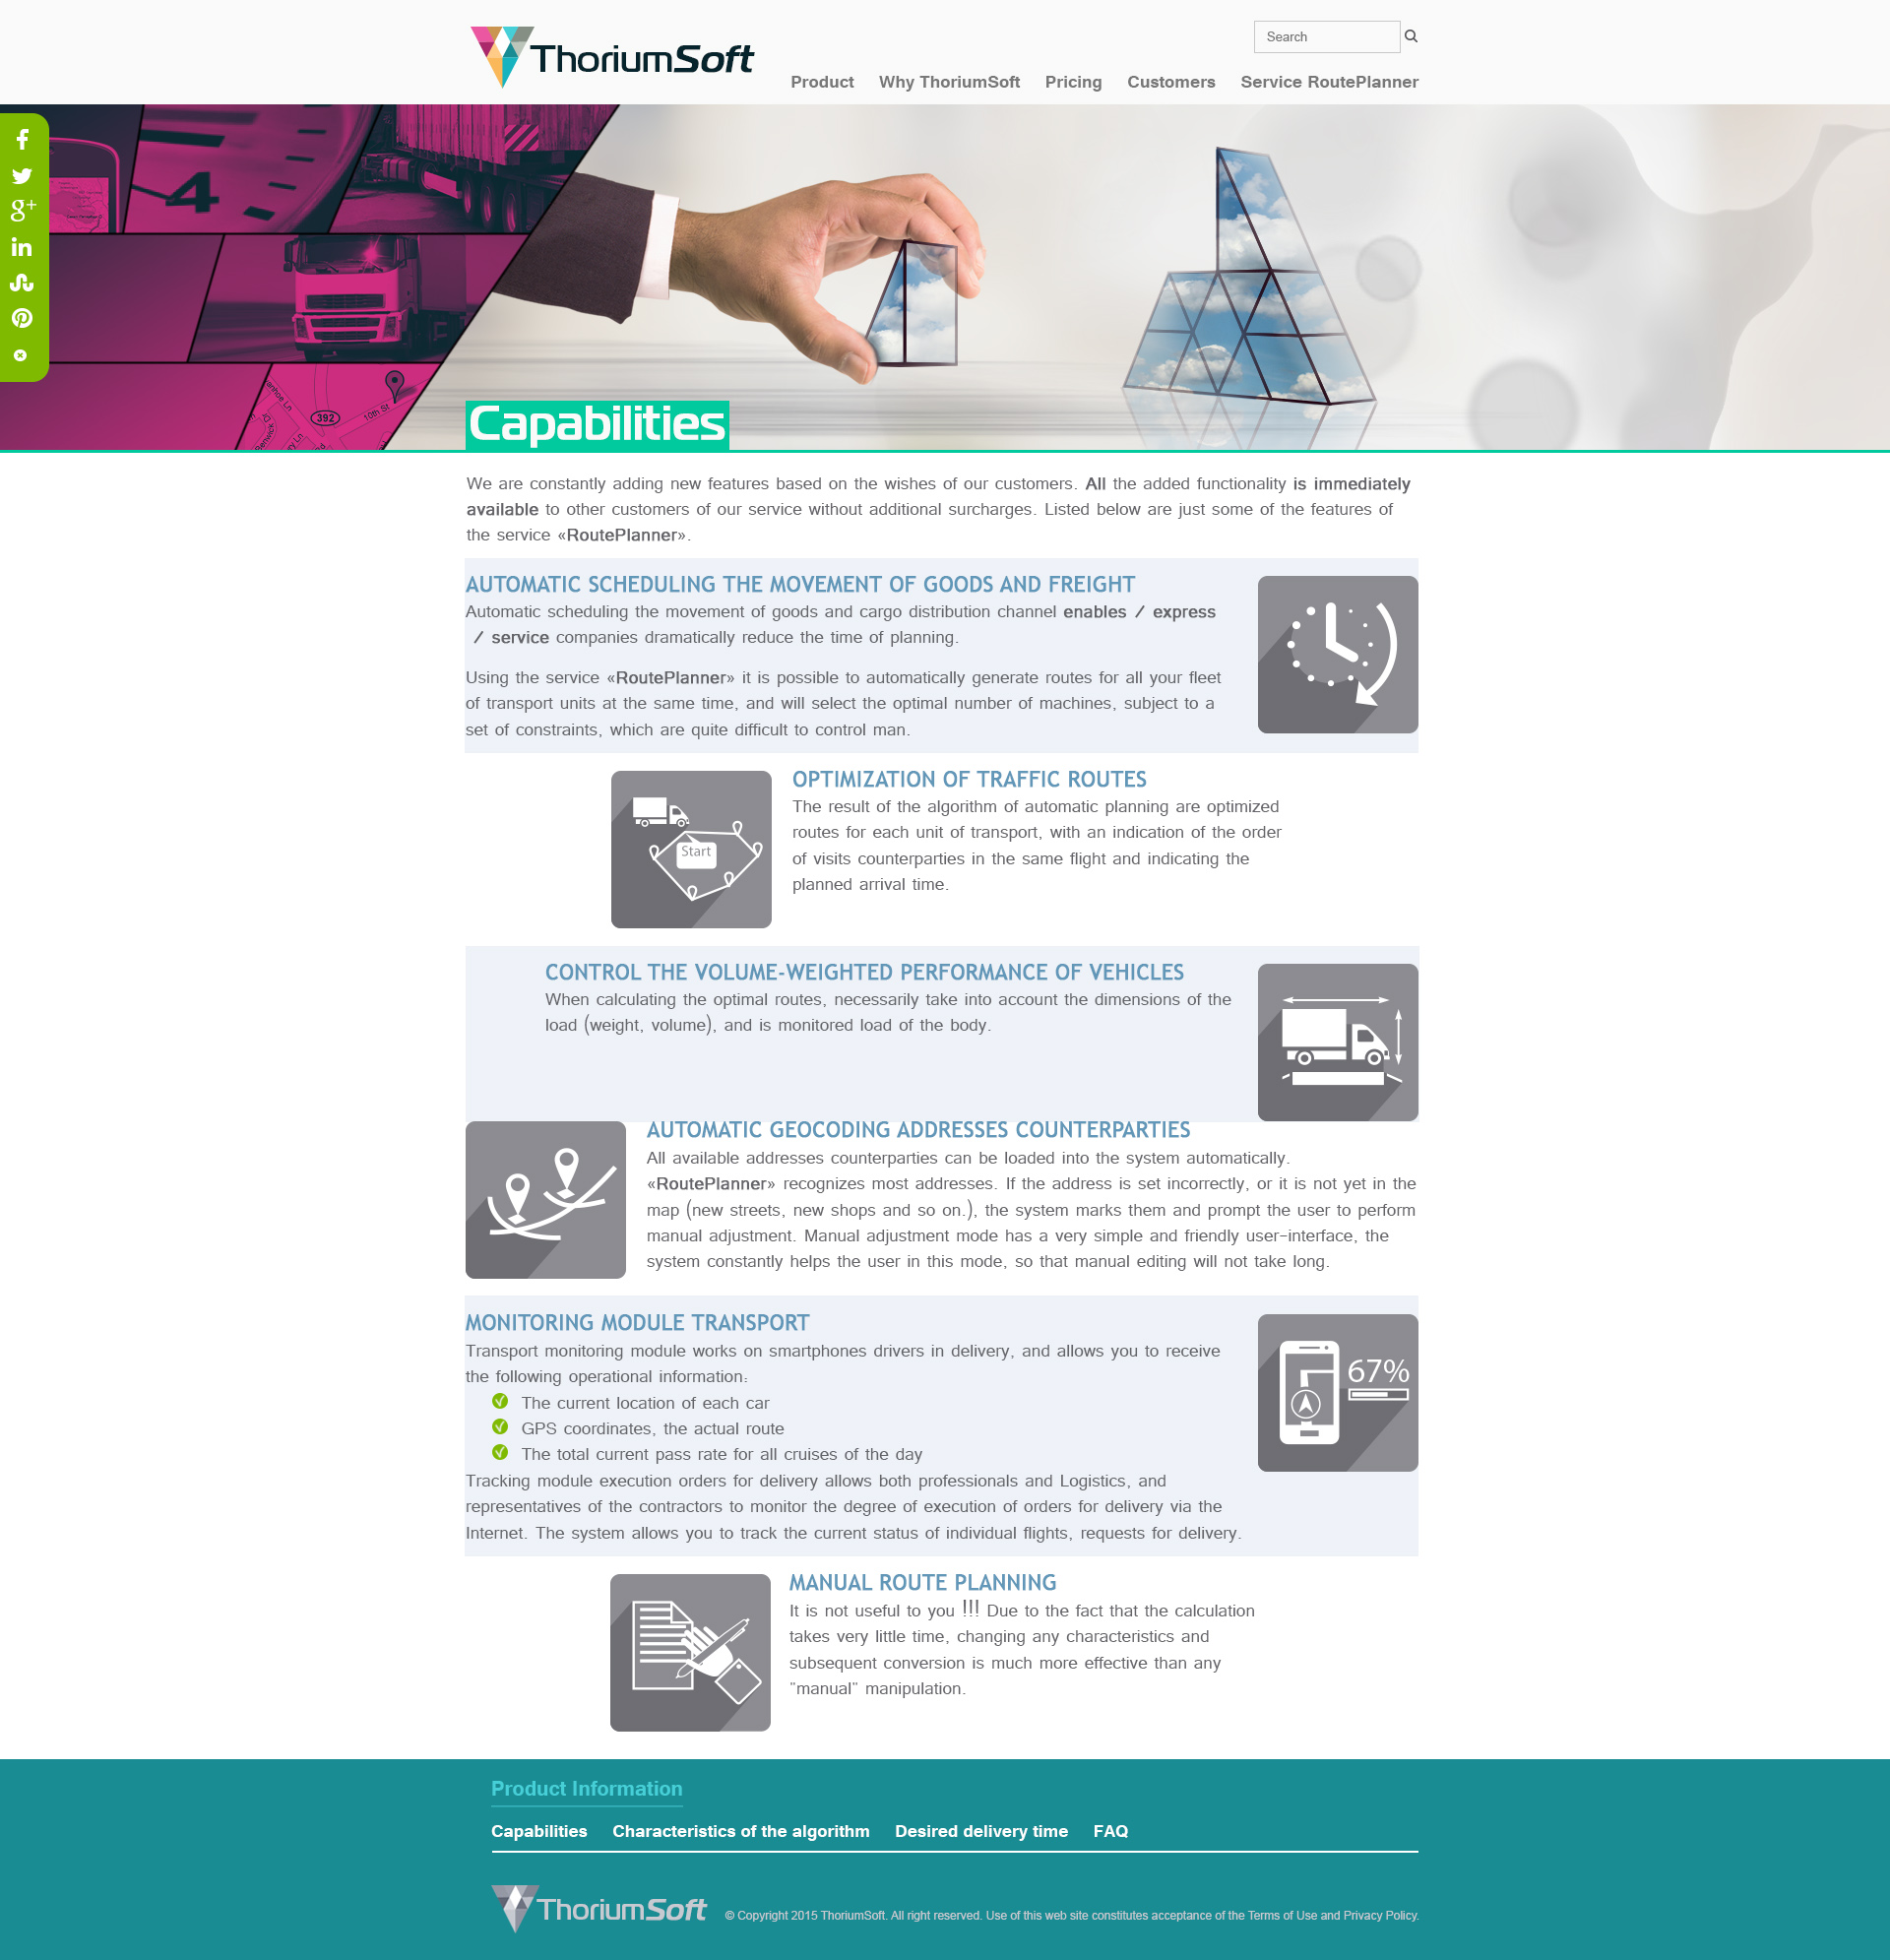 ThoriumSoft
Search
Product Why ThoriumSoft Pricing Customers Service RoutePlanner
4
392
10th St
Capabilities
We are constantly adding new features based on the wishes of our customers. All the added functionality is immediately
available to other customers of our service without additional surcharges. Listed below are just some of the features of
the service «RoutePlanner».
AUTOMATIC SCHEDULING THE MOVEMENT OF GOODS AND FREIGHT
Automatic scheduling the movement of goods and cargo distribution channel enables / express
/ service companies dramatically reduce the time of planning.
Using the service «RoutePlanner» it is possible to automatically generate routes for all your fleet
of transport units at the same time, and will select the optimal number of machines, subject to a
set of constraints, which are quite difficult to control man.
Start
OPTIMIZATION OF TRAFFIC ROUTES
The result of the algorithm of automatic planning are optimized
routes for each unit of transport, with an indication of the order
of visits counterparties in the same flight and indicating the
planned arrival time.
CONTROL THE VOLUME-WEIGHTED PERFORMANCE OF VEHICLES
When calculating the optimal routes, necessarily take into account the dimensions of the
load (weight, volume), and is monitored load of the body.
AUTOMATIC GEOCODING ADDRESSES COUNTERPARTIES
All available addresses counterparties can be loaded into the system automatically.
«RoutePlanner» recognizes most addresses. If the address is set incorrectly, or it is not yet in the
map (new streets, new shops and so on.), the system marks them and prompt the user to perform
manual adjustment. Manual adjustment mode has a very simple and friendly user-interface, the
system constantly helps the user in this mode, so that manual editing will not take long.
MONITORING MODULE TRANSPORT
Transport monitoring module works on smartphones drivers in delivery, and allows you to receive
the following operational information:
The current location of each car
GPS coordinates, the actual route
The total current pass rate for all cruises of the day
Tracking module execution orders for delivery allows both professionals and Logistics, and
representatives of the contractors to monitor the degree of execution of orders for delivery via the
Internet. The system allows you to track the current status of individual flights, requests for delivery.
67%
MANUAL ROUTE PLANNING
It is not useful to you !!! Due to the fact that the calculation
takes very little time, changing any characteristics and
subsequent conversion is much more effective than any
"manual" manipulation.
Product Information
Capabilities Characteristics of the algorithm Desired delivery time FAQ
ThoriumSoft
© Copyright 2015 ThoriumSoft. All right reserved. Use of this web site constitutes acceptance of the Terms of Use and Privacy Policy.